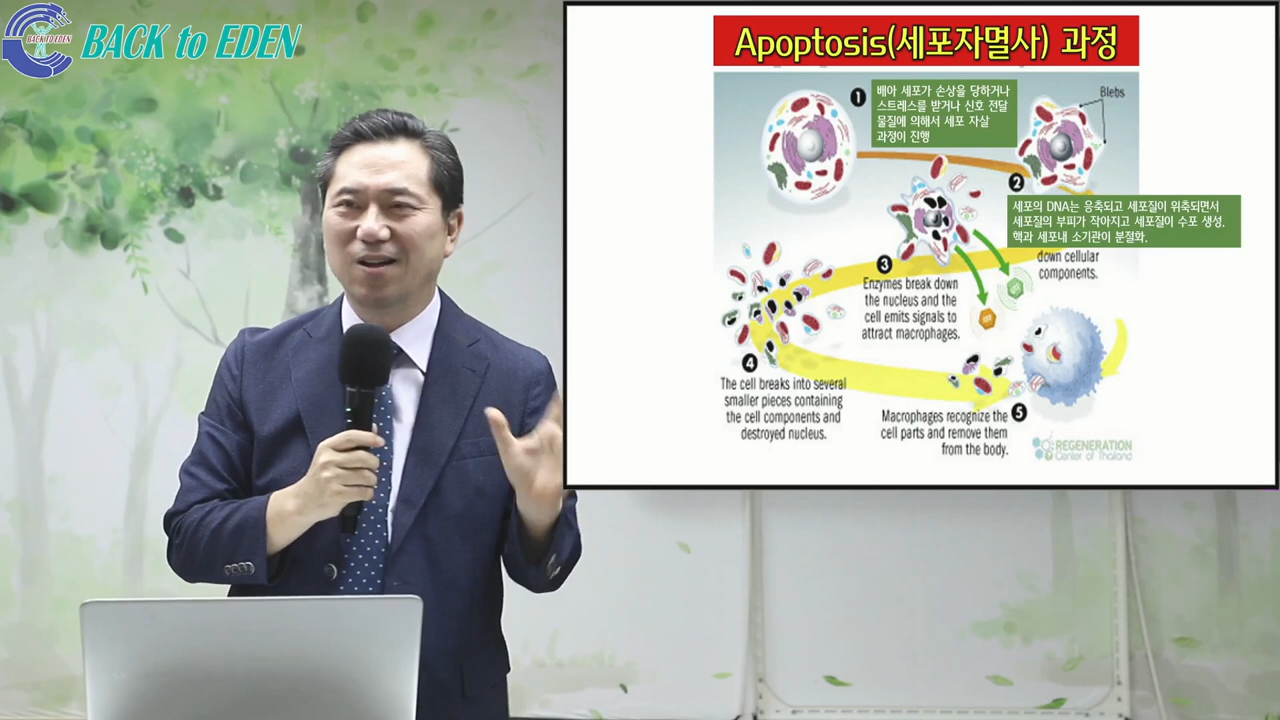 BACK TO EDEN
BACK to EDEN
Apoptosis(세포자멸사) 과정
1
배아 세포가 손상을 당하거나
스트레스를 받거나 신호 전달
물질에 의해서 세포 자살
과정이 진행
Blebs
2
세포의 DNA는 응축되고 세포질이 위축되면서
세포질의 부피가 작아지고 세포질이 수포 생성.
핵과 세포내 소기관이 분절화.
down cellular
components.
3
Enzymes break down
the nucleus and the
cell emits signals to
attract macrophages.
4
The cell breaks into several
smaller pieces containing
the cell components and
destroyed nucleus.
5
Macrophages recognize the
cell parts and remove them
from the body.
REGENERATION
Center of Thailand